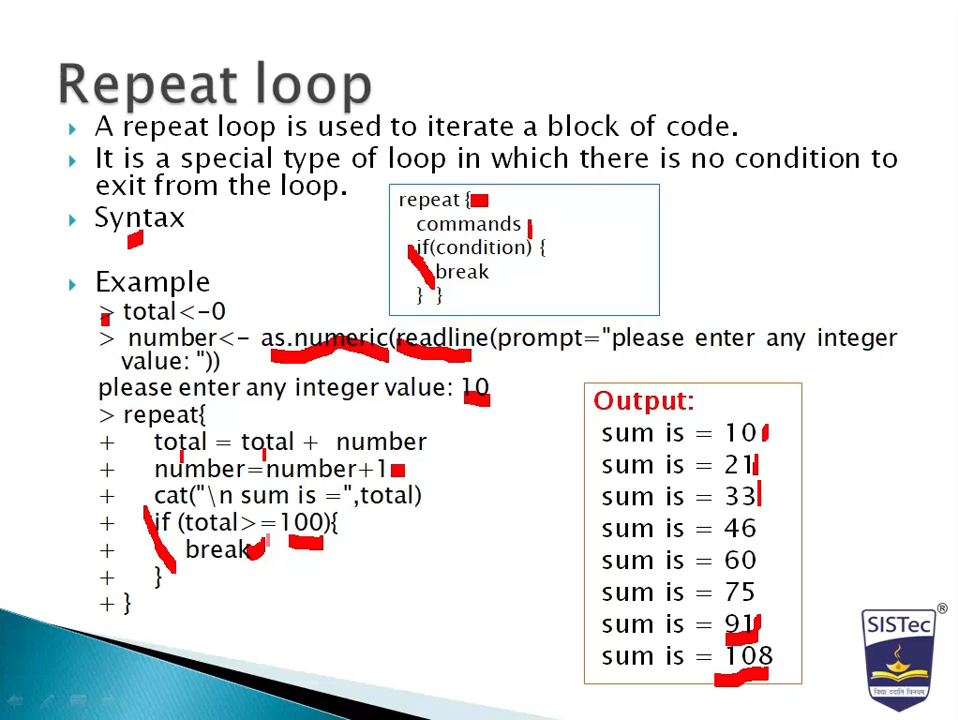 Repeat loop
A repeat loop is used to iterate a block of code.
It is a special type of loop in which there is no condition to
exit from the loop.
Syntax
repeat {
commands
if(condition) {
break
} }
Example
> total<-0
> number<- as.numeric(readline(prompt="please enter any integer
value: "))
please enter any integer value: 10
> repeat{
+ total = total + number
+ number=number+1
+ cat("\n sum is =",total)
+ if (total>=100){
+ break
+ }
+ }
Output:
sum is = 10
sum is = 21
sum is = 33
sum is = 46
sum is = 60
sum is = 75
sum is = 91
sum is = 108
SISTec ®
विद्या ददाति विनयम्